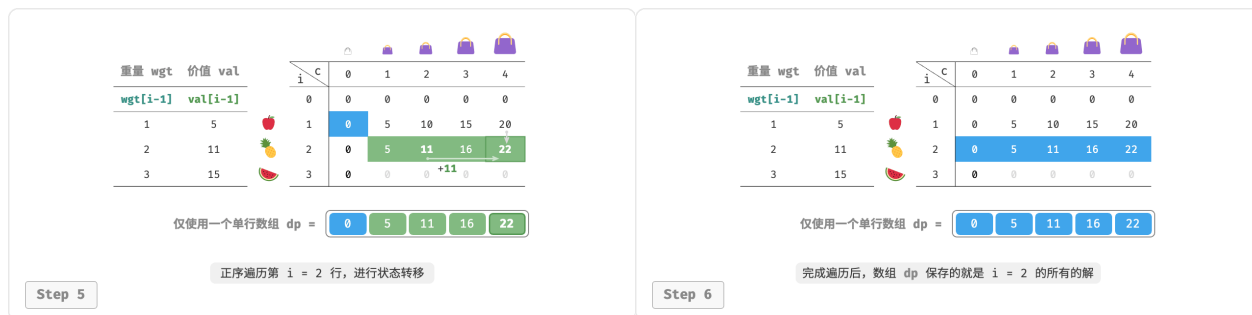 重量 wgt 价值 val
i c 0 1 2 3 4
wgt[i-1] val[i-1]
0 0 0 0 0 0
1 5 1 0 5 10 15 20
2 11 2 0 5 11 16 22
+11
3 15 3 0 0 0 0 0
仅使用一个单行数组 dp = 0 5 11 16 22
正序遍历第 i = 2 行，进行状态转移
Step 5
重量 wgt 价值 val
i c 0 1 2 3 4
wgt[i-1] val[i-1]
0 0 0 0 0 0
1 5 1 0 5 10 15 20
2 11 2 0 5 11 16 22
3 15 3 0 0 0 0 0
仅使用一个单行数组 dp = 0 5 11 16 22
完成遍历后，数组 dp 保存的就是 i = 2 的所有的解
Step 6